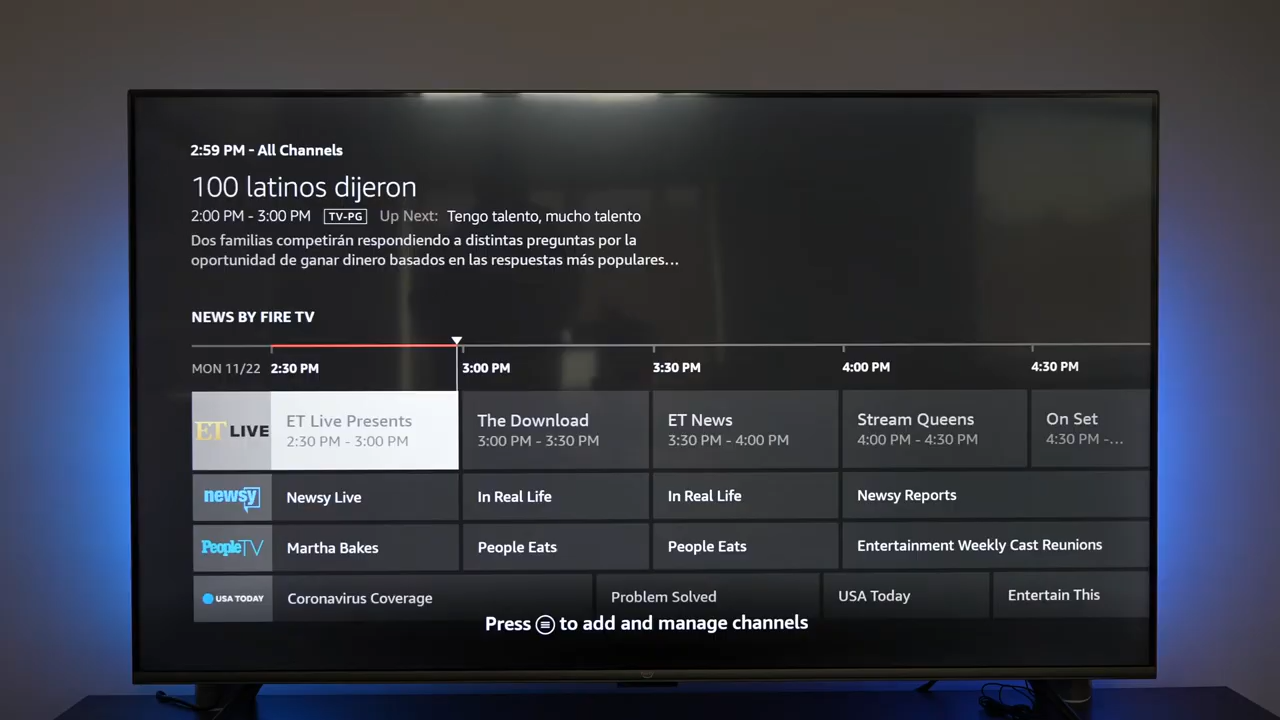 2:59 PM - All Channels
100 latinos dijeron
2:00 PM - 3:00 PM TV-PG Up Next: Tengo talento, mucho talento
Dos familias competirán respondiendo a distintas preguntas por la
oportunidad de ganar dinero basados en las respuestas más populares...
NEWS BY FIRE TV
MON 11/22 2:30 PM 3:00 PM 3:30 PM 4:00 PM 4:30 PM
ET LIVE ET Live Presents The Download ET News Stream Queens On Set
2:30 PM - 3:00 PM 3:00 PM - 3:30 PM 3:30 PM - 4:00 PM 4:00 PM - 4:30 PM 4:30 PM -...
newsy Newsy Live In Real Life In Real Life Newsy Reports
PeopleTV Martha Bakes People Eats People Eats Entertainment Weekly Cast Reunions
USA TODAY Coronavirus Coverage Problem Solved USA Today Entertain This
Press to add and manage channels